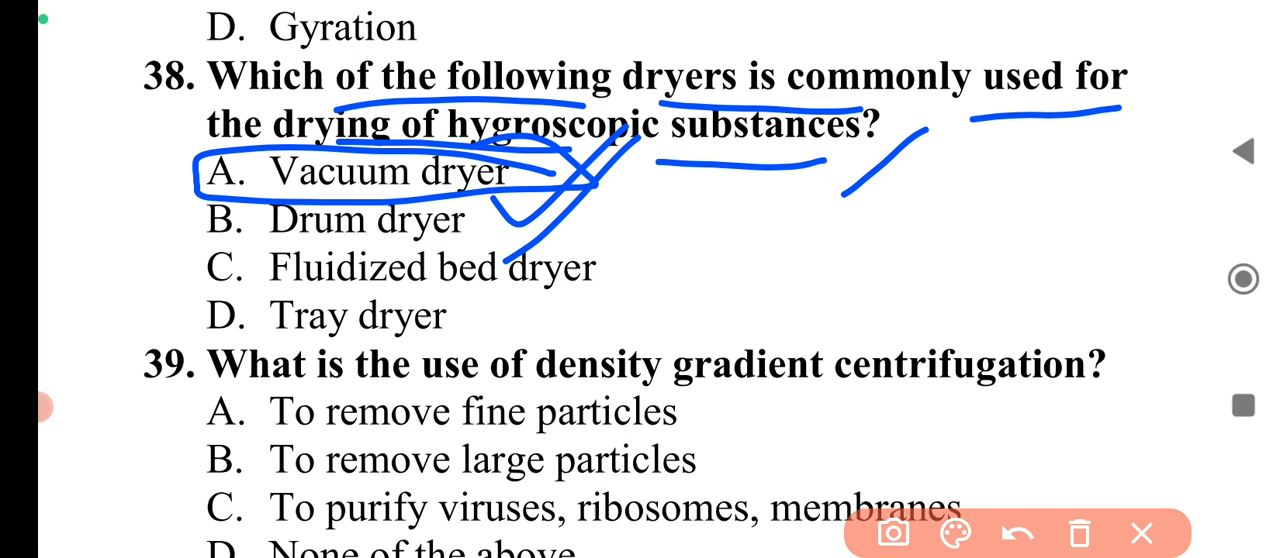 D. Gyration
38. Which of the following dryers is commonly used for
the drying of hygroscopic substances?
A. Vacuum dryer
B. Drum dryer
C. Fluidized bed dryer
D. Tray dryer
39. What is the use of density gradient centrifugation?
A. To remove fine particles
B. To remove large particles
C. To purify viruses, ribosomes, membranes
D. None of the above